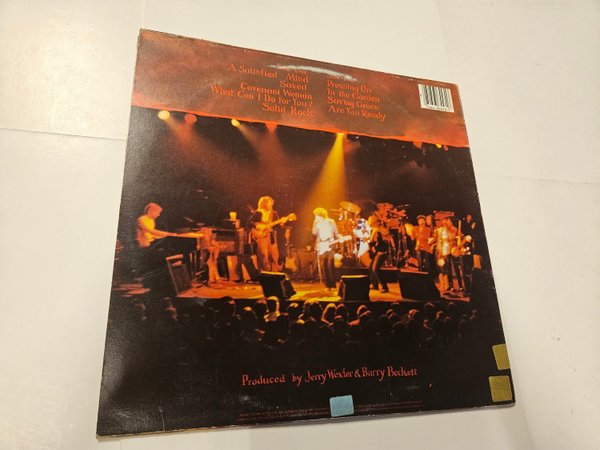 A Satisfied Mind
Saved
Covenant Woman
What Can I Do for You?
Solid Rock
Pressing On
In the Garden
Saving Grace
Are You Ready
Produced by Jerry Wexler & Barry Beckett